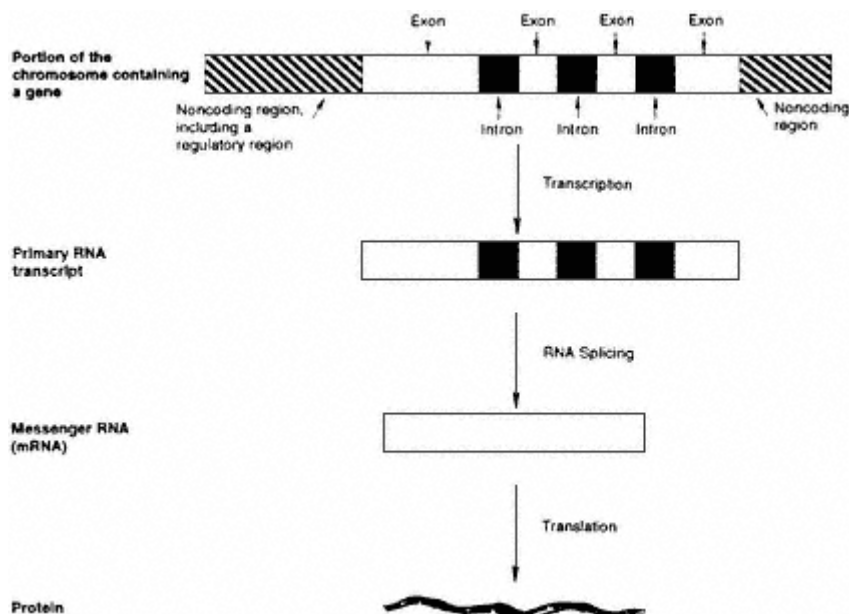 Exon Exon Exon Exon
Portion of the
chromosome containing
a gene
Noncoding region,
including a
regulatory region
Intron Intron Intron
Noncoding
region
Transcription
Primary RNA
transcript
RNA Splicing
Messenger RNA
(mRNA)
Translation
Protein